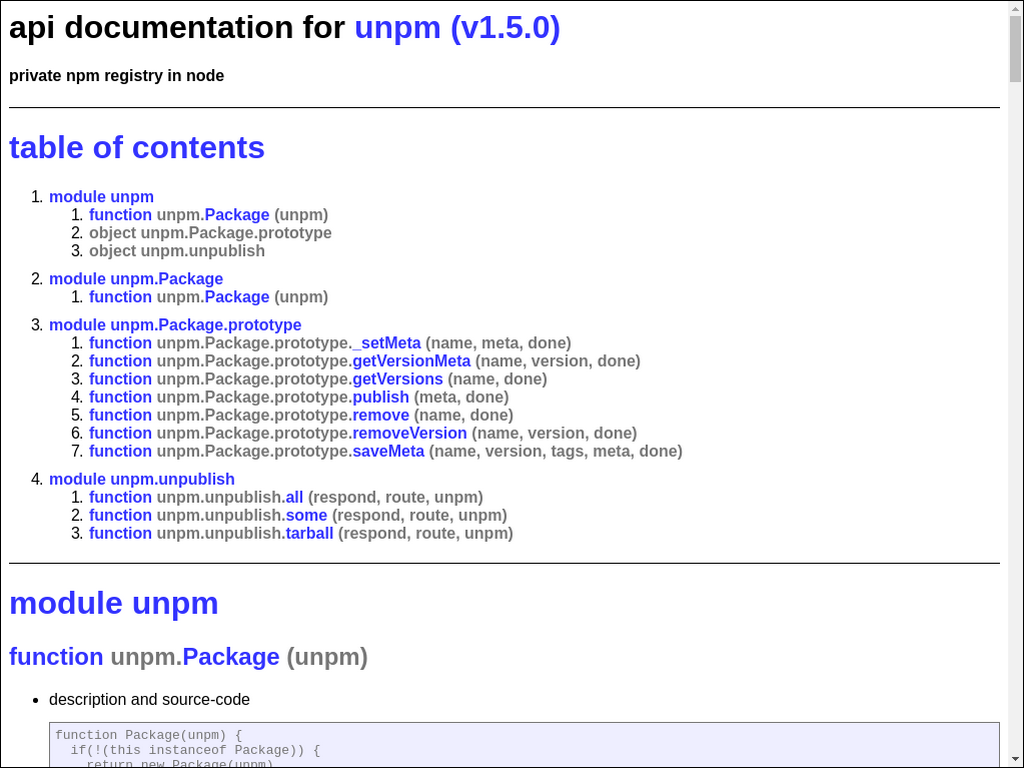 api documentation for unpm (v1.5.0)
private npm registry in node
table of contents
1. module unpm
1. function unpm.Package (unpm)
2. object unpm.Package.prototype
3. object unpm.unpublish
2. module unpm.Package
1. function unpm.Package (unpm)
3. module unpm.Package.prototype
1. function unpm.Package.prototype._setMeta (name, meta, done)
2. function unpm.Package.prototype.getVersionMeta (name, version, done)
3. function unpm.Package.prototype.getVersions (name, done)
4. function unpm.Package.prototype.publish (meta, done)
5. function unpm.Package.prototype.remove (name, done)
6. function unpm.Package.prototype.removeVersion (name, version, done)
7. function unpm.Package.prototype.saveMeta (name, version, tags, meta, done)
4. module unpm.unpublish
1. function unpm.unpublish.all (respond, route, unpm)
2. function unpm.unpublish.some (respond, route, unpm)
3. function unpm.unpublish.tarball (respond, route, unpm)
module unpm
function unpm.Package (unpm)
• description and source-code
function Package(unpm) {
if(!(this instanceof Package)) {
return new Package(unpm)